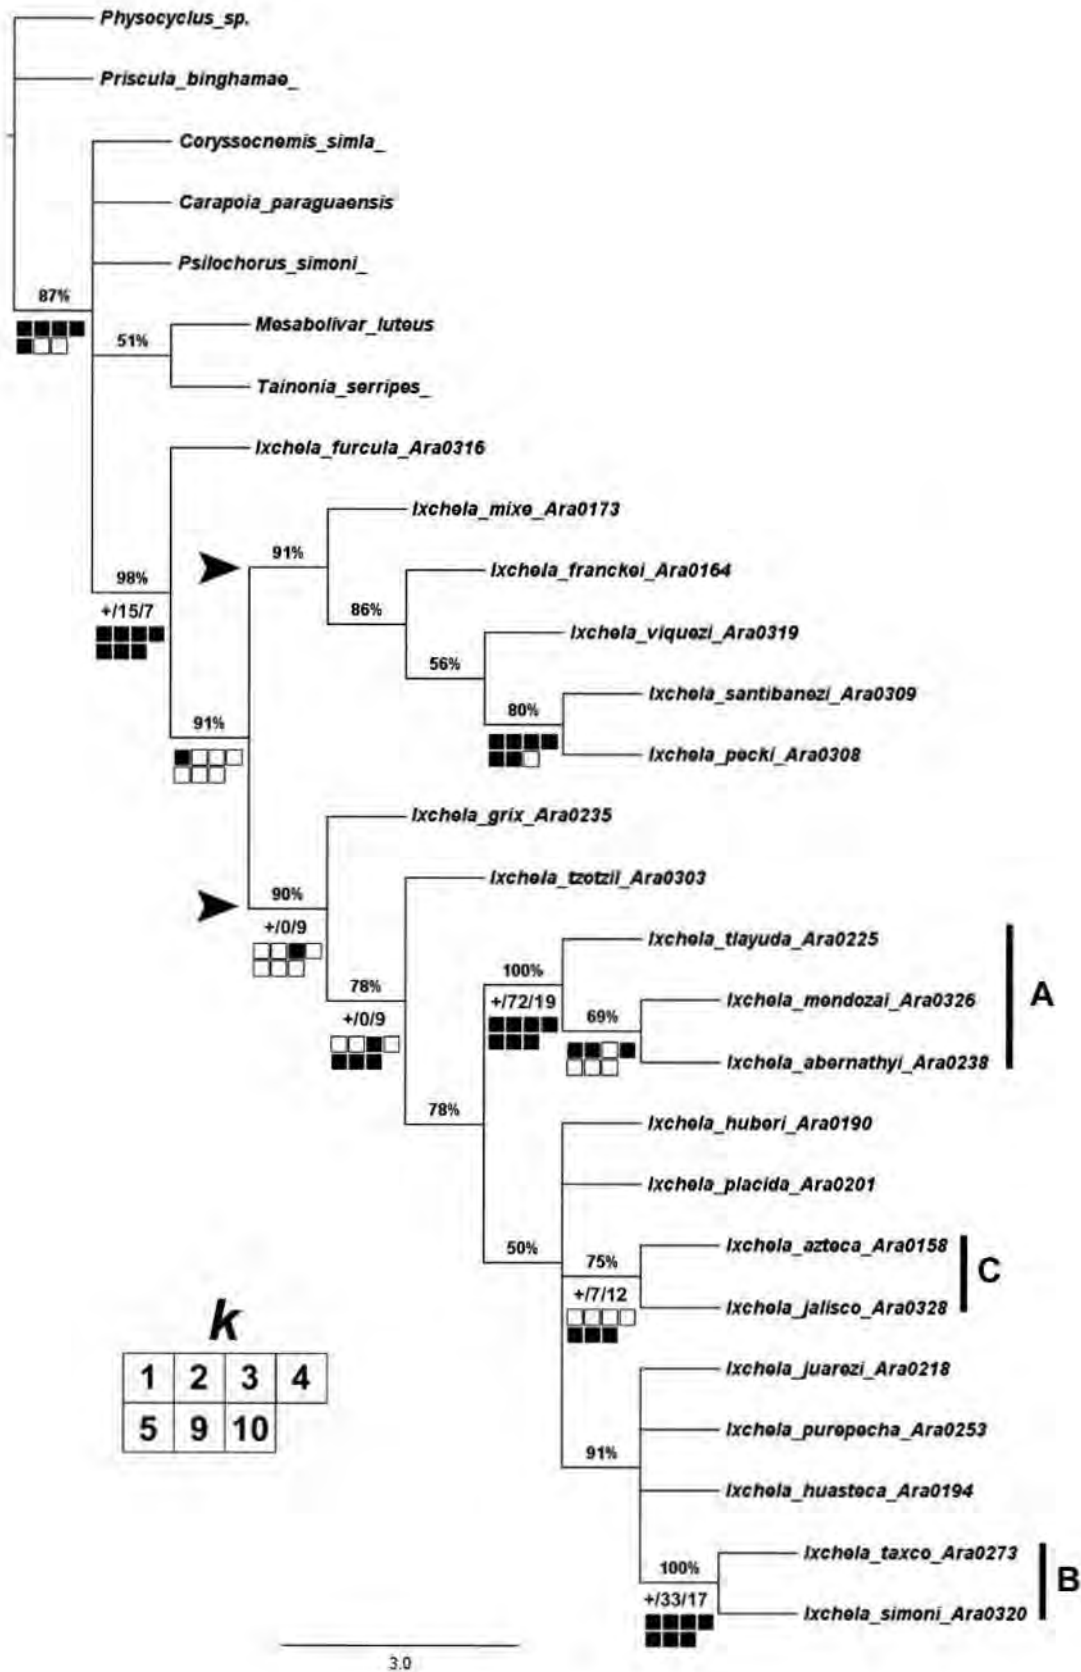 Physocyclus_sp.
Priscula_binghamae_
Coryssocnemis_simla_
Carapoia_paraguaensis
Psilochorus_simoni_
87%
Mesabolivar_luteus
51%
Tainonia_serripes_
Ixchela_furcula_Ara0316
Ixchela_mixe_Ara0173
91%
Ixchela_franckei_Ara0164
98%
+/15/7
86%
Ixchela_viquezi_Ara0319
56%
Ixchela_santibanezi_Ara0309
80%
91%
Ixchela_pecki_Ara0308
Ixchela_grix_Ara0235
Ixchela_tzotzil_Ara0303
90%
+/0/9
Ixchela_tlayuda_Ara0225
100%
78%
+/72/19
Ixchela_mendozai_Ara0326
A
+/0/9
69%
Ixchela_abernathyi_Ara0238
78%
Ixchela_huberi_Ara0190
Ixchela_placida_Ara0201
50%
Ixchela_azteca_Ara0158
75%
C
+/7/12
Ixchela_jalisco_Ara0328
k
1 2 3 4
5 9 10
Ixchela_juarezi_Ara0218
Ixchela_purepecha_Ara0253
91%
Ixchela_huasteca_Ara0194
Ixchela_taxco_Ara0273
100%
B
+/33/17
Ixchela_simoni_Ara0320
3.0